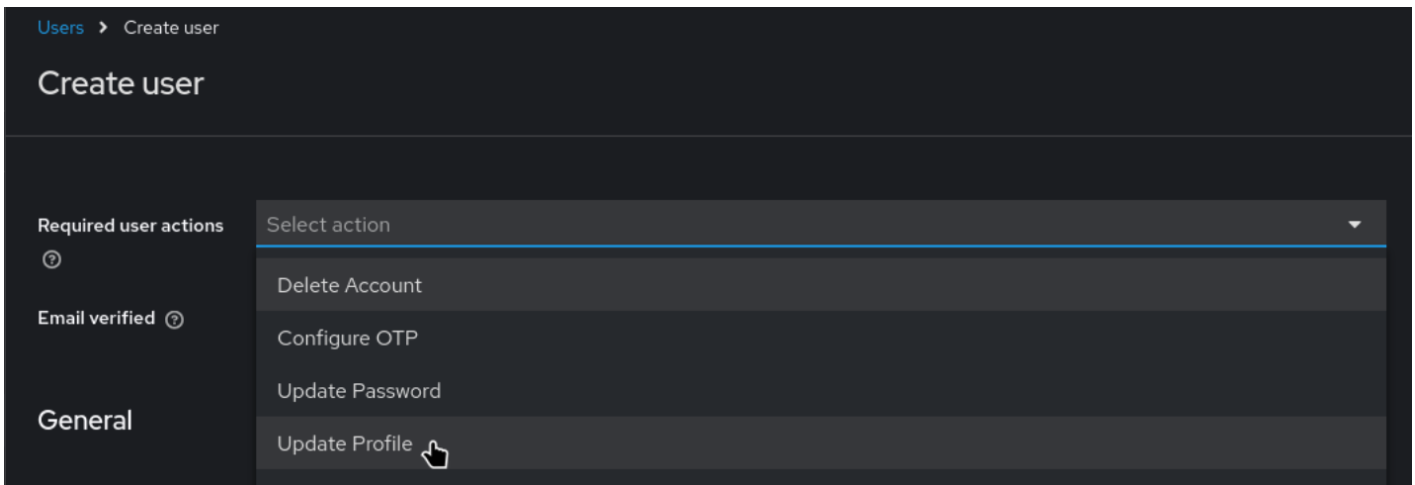 Users > Create user
Create user
Required user actions
Select action
Delete Account
Email verified
Configure OTP
Update Password
General
Update Profile